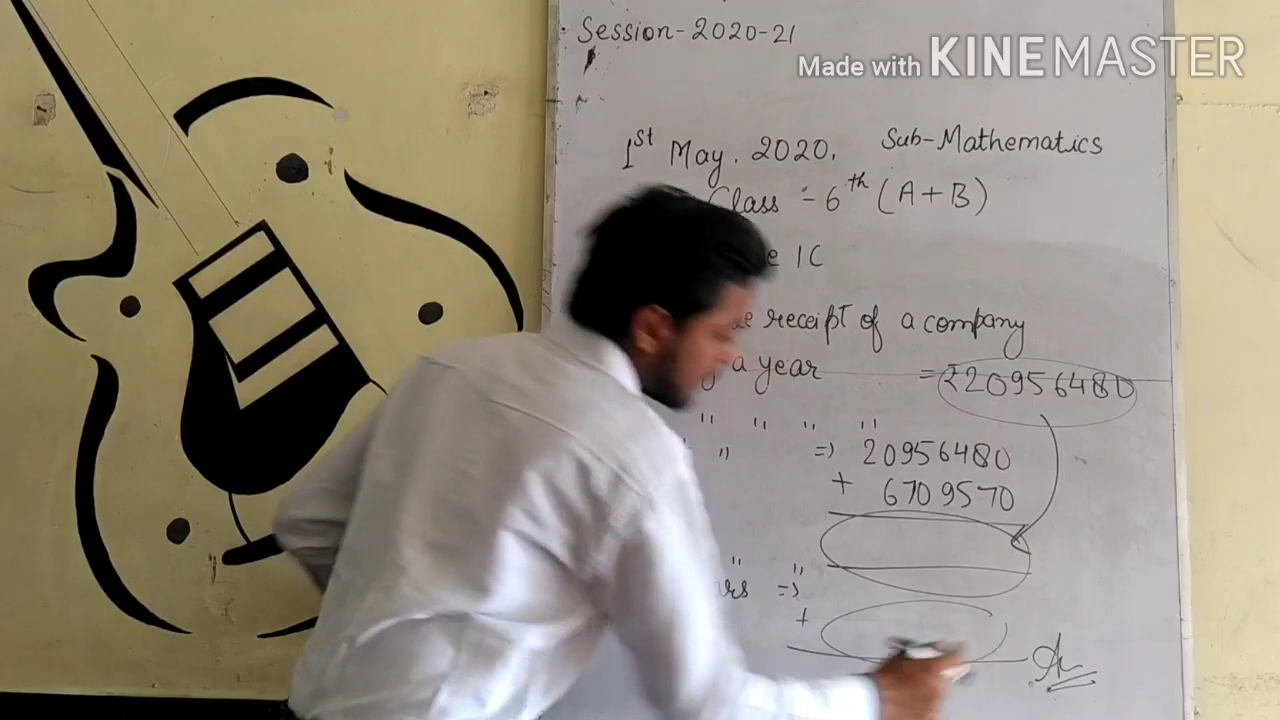 Session-2020-21
Made with KINEMASTER
1st May. 2020. Sub-Mathematics
Class - 6th (A+B)
1C
receipt of a company
a year = ₹20956480
" " " "
" => 20956480
+ 6709570
" "
=>
+